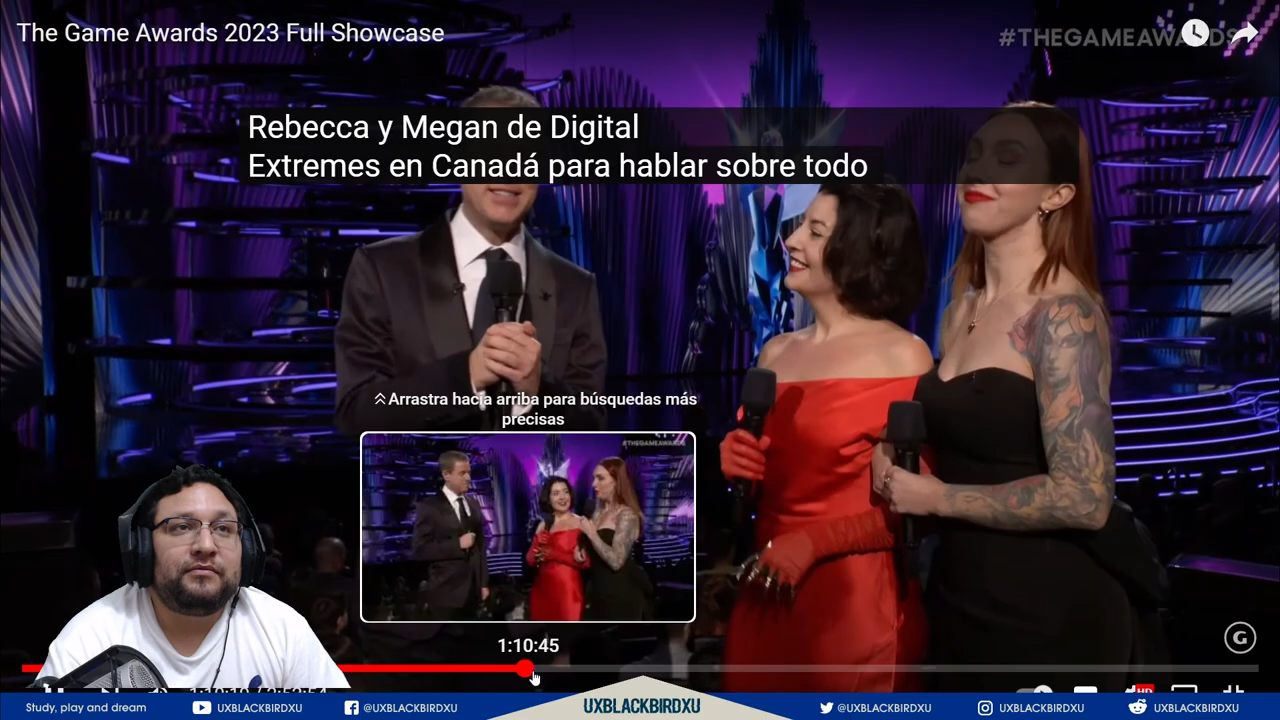 The Game Awards 2023 Full Showcase
#THEGAMEAWARDS
Rebecca y Megan de Digital
Extremes en Canadá para hablar sobre todo
Arrastra hacia arriba para búsquedas más
precisas
#THEGAMEAWARDS
1:10:45
G
HD
Study, play and dream
UXBLACKBIRDXU
@UXBLACKBIRDXU
UXBLACKBIRDXU
@UXBLACKBIRDXU
UXBLACKBIRDXU
UXBLACKBIRDXU